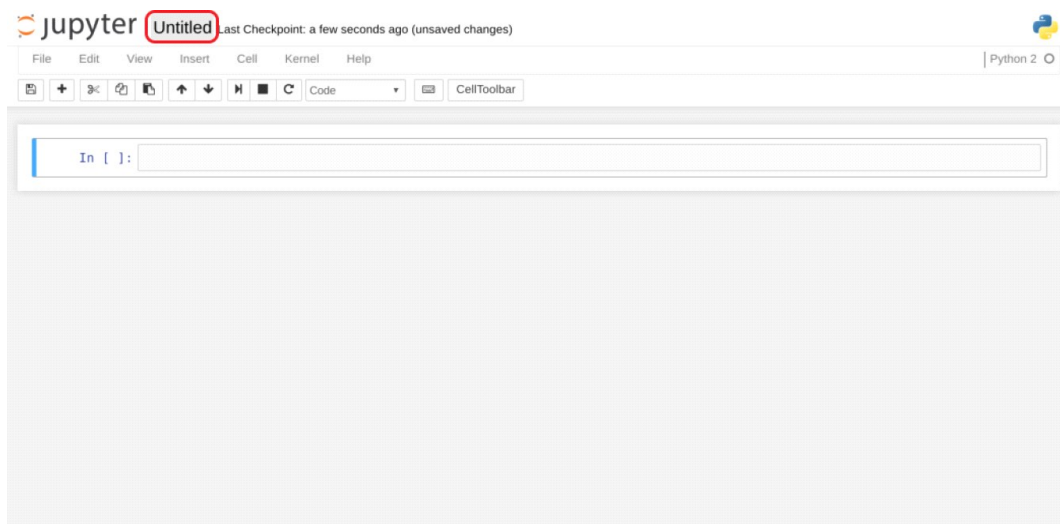 jupyter Untitled Last Checkpoint: a few seconds ago (unsaved changes)
File Edit View Insert Cell Kernel Help Python 2
Code CellToolbar
In [ ]: